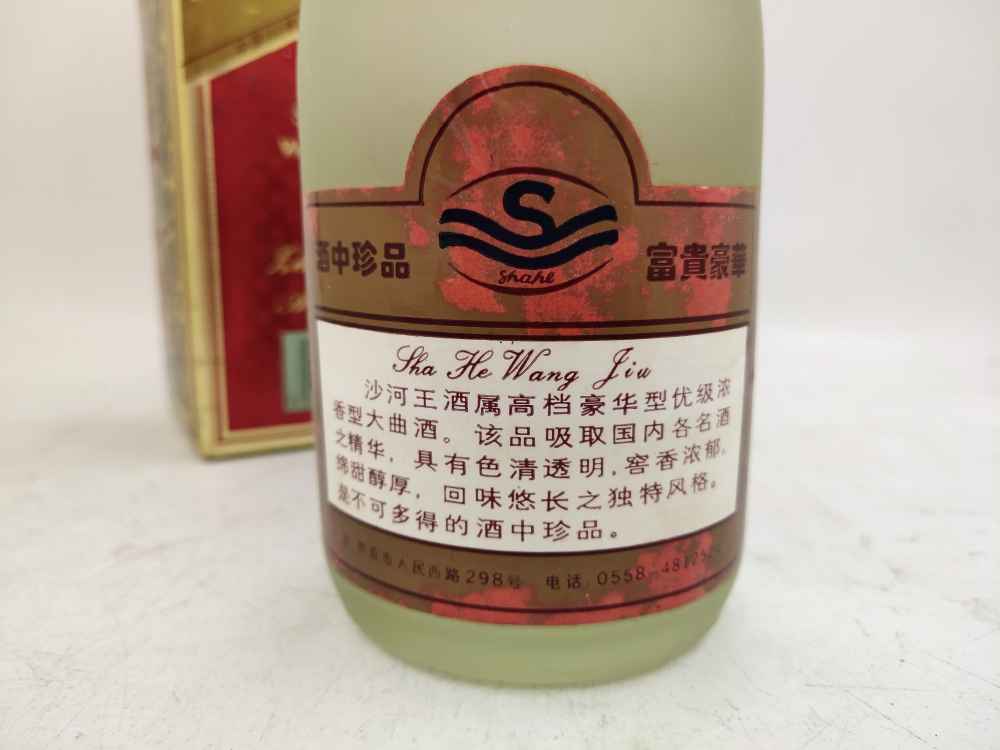 S
shahe
酒中珍品
富貴豪華
Sha He Wang Jiu
沙河王酒属高档豪华型优级浓
香型大曲酒。该品吸取国内各名酒
之精华，具有色清透明，窖香浓郁，
绵甜醇厚，回味悠长之独特风格。
是不可多得的酒中珍品。
市人民西路298号 电话 0558-48